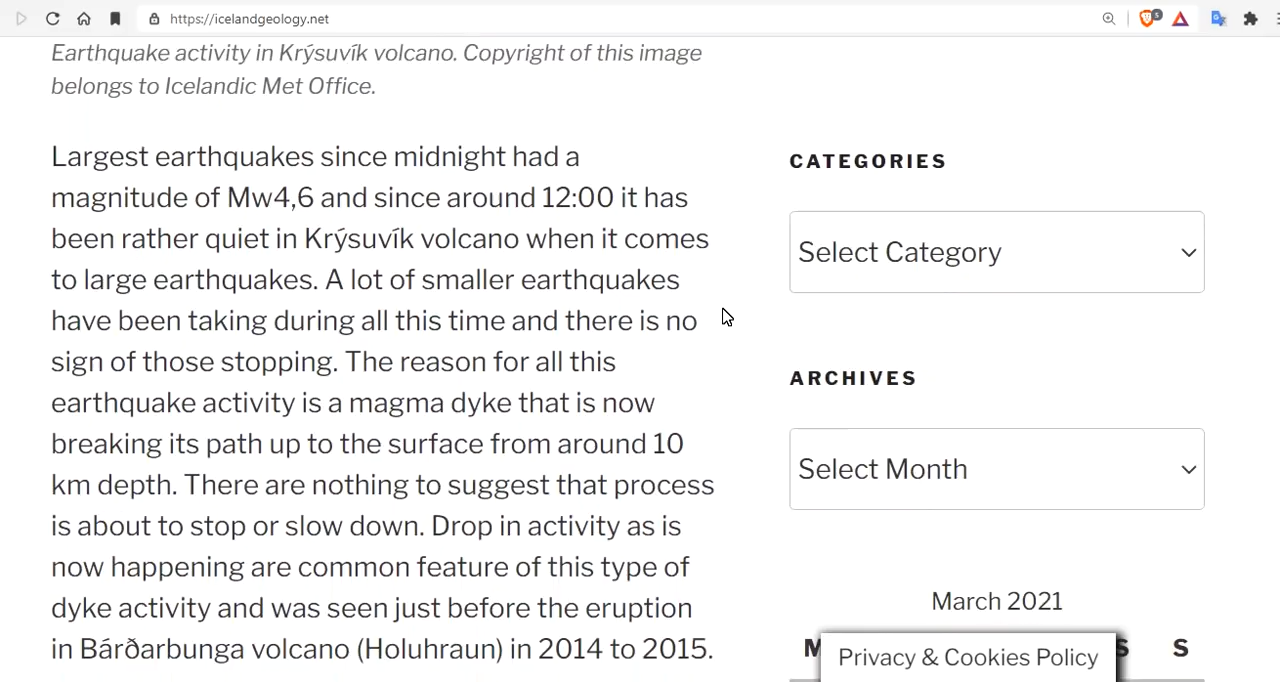 https://icelandgeology.net
5
Earthquake activity in Krýsuvík volcano. Copyright of this image
belongs to Icelandic Met Office.
Largest earthquakes since midnight had a
magnitude of Mw4,6 and since around 12:00 it has
been rather quiet in Krýsuvík volcano when it comes
to large earthquakes. A lot of smaller earthquakes
have been taking during all this time and there is no
sign of those stopping. The reason for all this
earthquake activity is a magma dyke that is now
breaking its path up to the surface from around 10
km depth. There are nothing to suggest that process
is about to stop or slow down. Drop in activity as is
now happening are common feature of this type of
dyke activity and was seen just before the eruption
in Bárðarbunga volcano (Holuhraun) in 2014 to 2015.
CATEGORIES
Select Category
ARCHIVES
Select Month
March 2021
M S S
Privacy & Cookies Policy